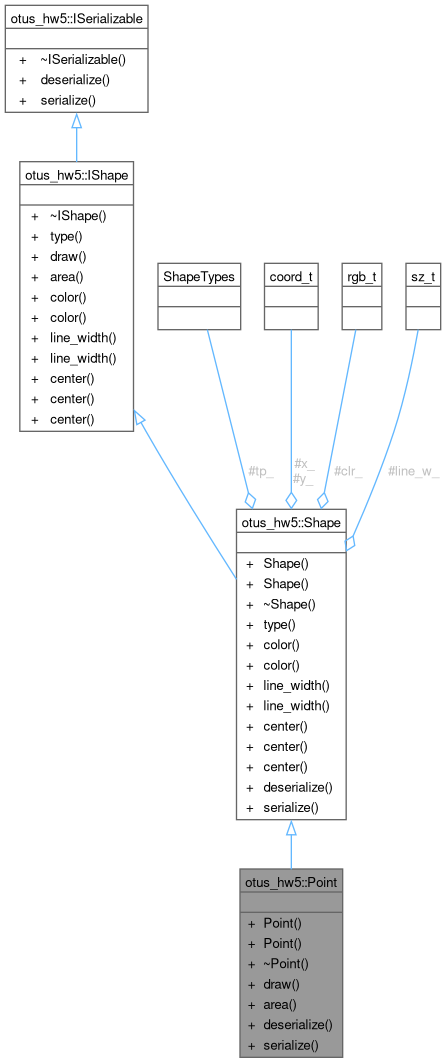 otus_hw5::ISerializable
+ ~ISerializable()
+ deserialize()
+ serialize()
otus_hw5::IShape
+ ~IShape()
+ type()
+ draw()
+ area()
+ color()
+ color()
+ line_width()
+ line_width()
+ center()
+ center()
+ center()
ShapeTypes
coord_t
rgb_t
sz_t
#tp_
#x_
#y_
#clr_
#line_w_
otus_hw5::Shape
+ Shape()
+ Shape()
+ ~Shape()
+ type()
+ color()
+ color()
+ line_width()
+ line_width()
+ center()
+ center()
+ center()
+ deserialize()
+ serialize()
otus_hw5::Point
+ Point()
+ Point()
+ ~Point()
+ draw()
+ area()
+ deserialize()
+ serialize()